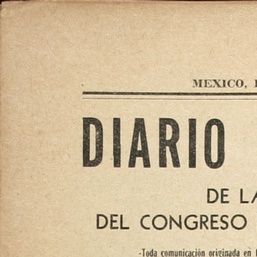 MEXICO,
DIARIO
DE LA
DEL CONGRESO
-Toda comunicación originada en